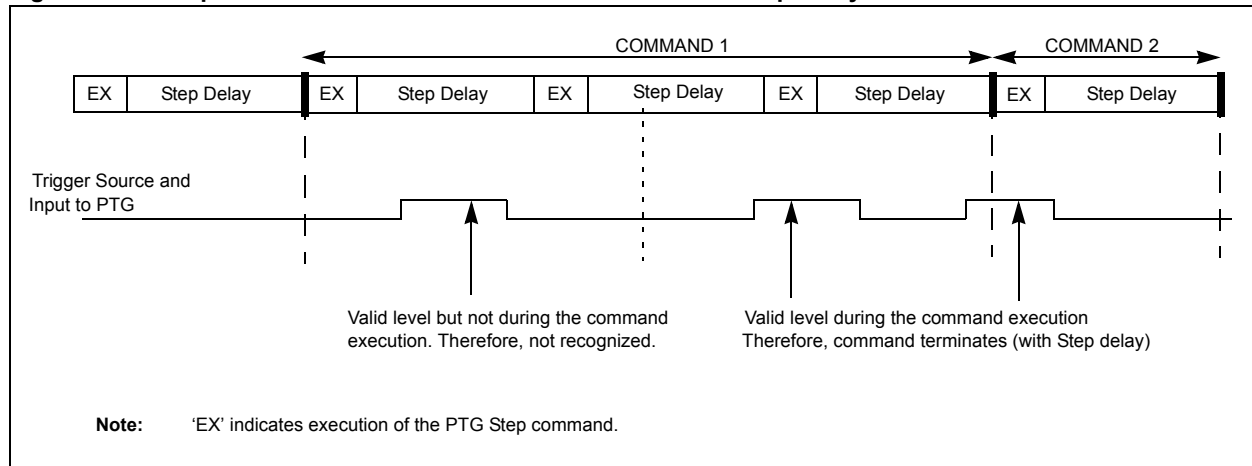 COMMAND 1
COMMAND 2
EX
Step Delay
EX
Step Delay
EX
Step Delay
EX
Step Delay
EX
Step Delay
Trigger Source and
Input to PTG
Valid level but not during the command
execution. Therefore, not recognized.
Valid level during the command execution
Therefore, command terminates (with Step delay)
Note: ‘EX’ indicates execution of the PTG Step command.